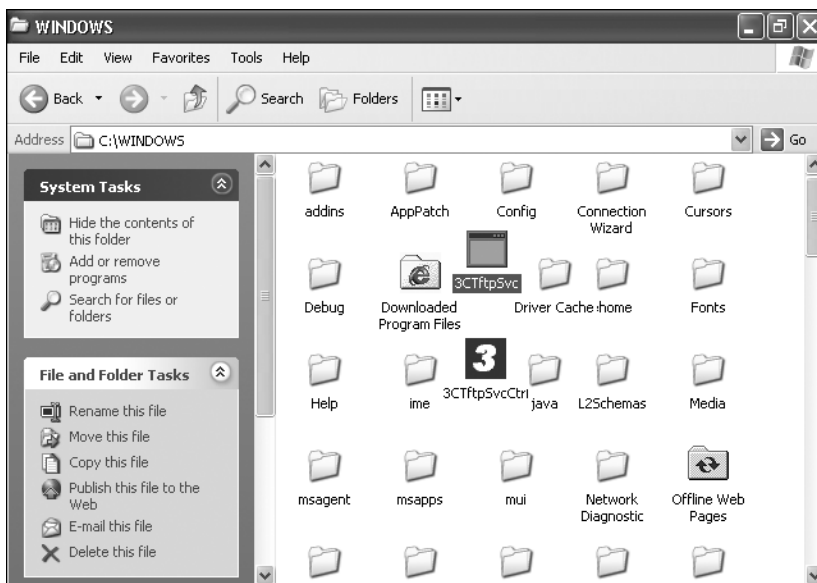 WINDOWS
File Edit View Favorites Tools Help
Back Search Folders
Address C:\WINDOWS Go
System Tasks
Hide the contents of
this folder
Add or remove
programs
Search for files or
folders
File and Folder Tasks
Rename this file
Move this file
Copy this file
Publish this file to the
Web
E-mail this file
Delete this file
addins AppPatch Config Connection
Wizard Cursors
3CTftpSvc
Debug Downloaded
Program Files Driver Cache home Fonts
3
Help ime 3CTftpSvcCtrl java L2Schemas Media
msagent msapps mui Network
Diagnostic Offline Web
Pages